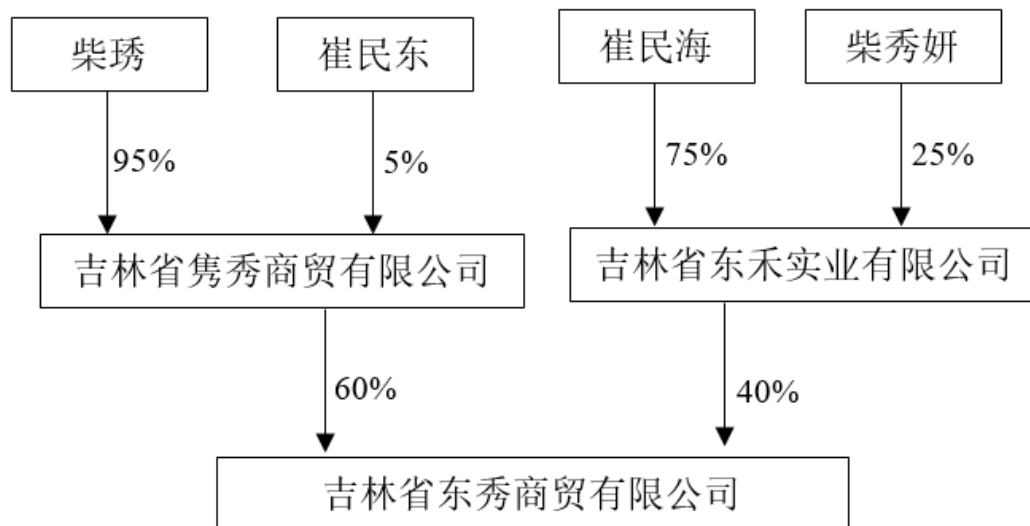 柴琇
崔民东
崔民海
柴秀妍
95%
5%
75%
25%
吉林省隽秀商贸有限公司
吉林省东禾实业有限公司
60%
40%
吉林省东秀商贸有限公司